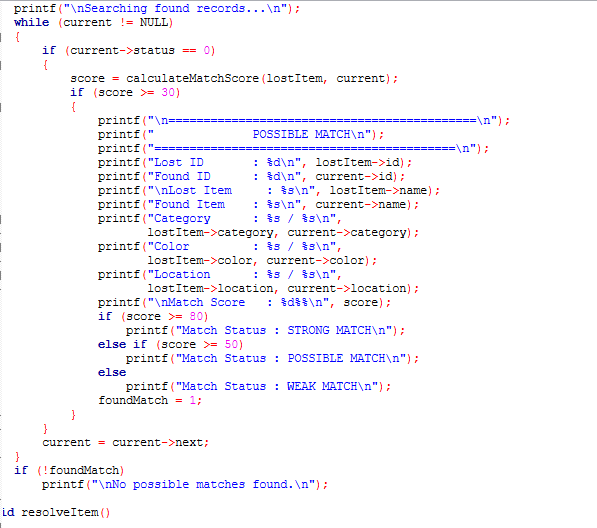 printf("\nSearching found records...\n");
while (current != NULL)
{
if (current->status == 0)
{
score = calculateMatchScore(lostItem, current);
if (score >= 30)
{
printf("\n============================================\n");
printf("              POSSIBLE MATCH\n");
printf("===========================================\n");
printf("Lost ID       : %d\n", lostItem->id);
printf("Found ID      : %d\n", current->id);
printf("\nLost Item     : %s\n", lostItem->name);
printf("Found Item    : %s\n", current->name);
printf("Category      : %s / %s\n",
lostItem->category, current->category);
printf("Color         : %s / %s\n",
lostItem->color, current->color);
printf("Location      : %s / %s\n",
lostItem->location, current->location);
printf("\nMatch Score   : %d%%\n", score);
if (score >= 80)
printf("Match Status : STRONG MATCH\n");
else if (score >= 50)
printf("Match Status : POSSIBLE MATCH\n");
else
printf("Match Status : WEAK MATCH\n");
foundMatch = 1;
}
}
current = current->next;
}
if (!foundMatch)
printf("\nNo possible matches found.\n");
id resolveItem()